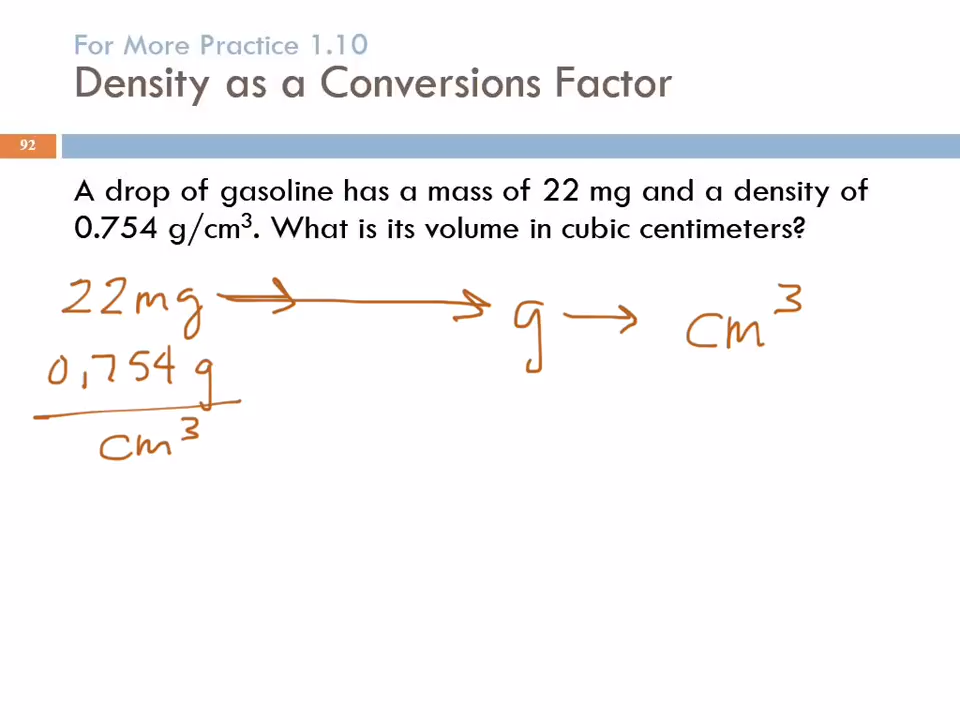 For More Practice 1.10
Density as a Conversions Factor
92
A drop of gasoline has a mass of 22 mg and a density of
0.754 g/cm³. What is its volume in cubic centimeters?
22mg → → g → cm³
0,754 g
cm³